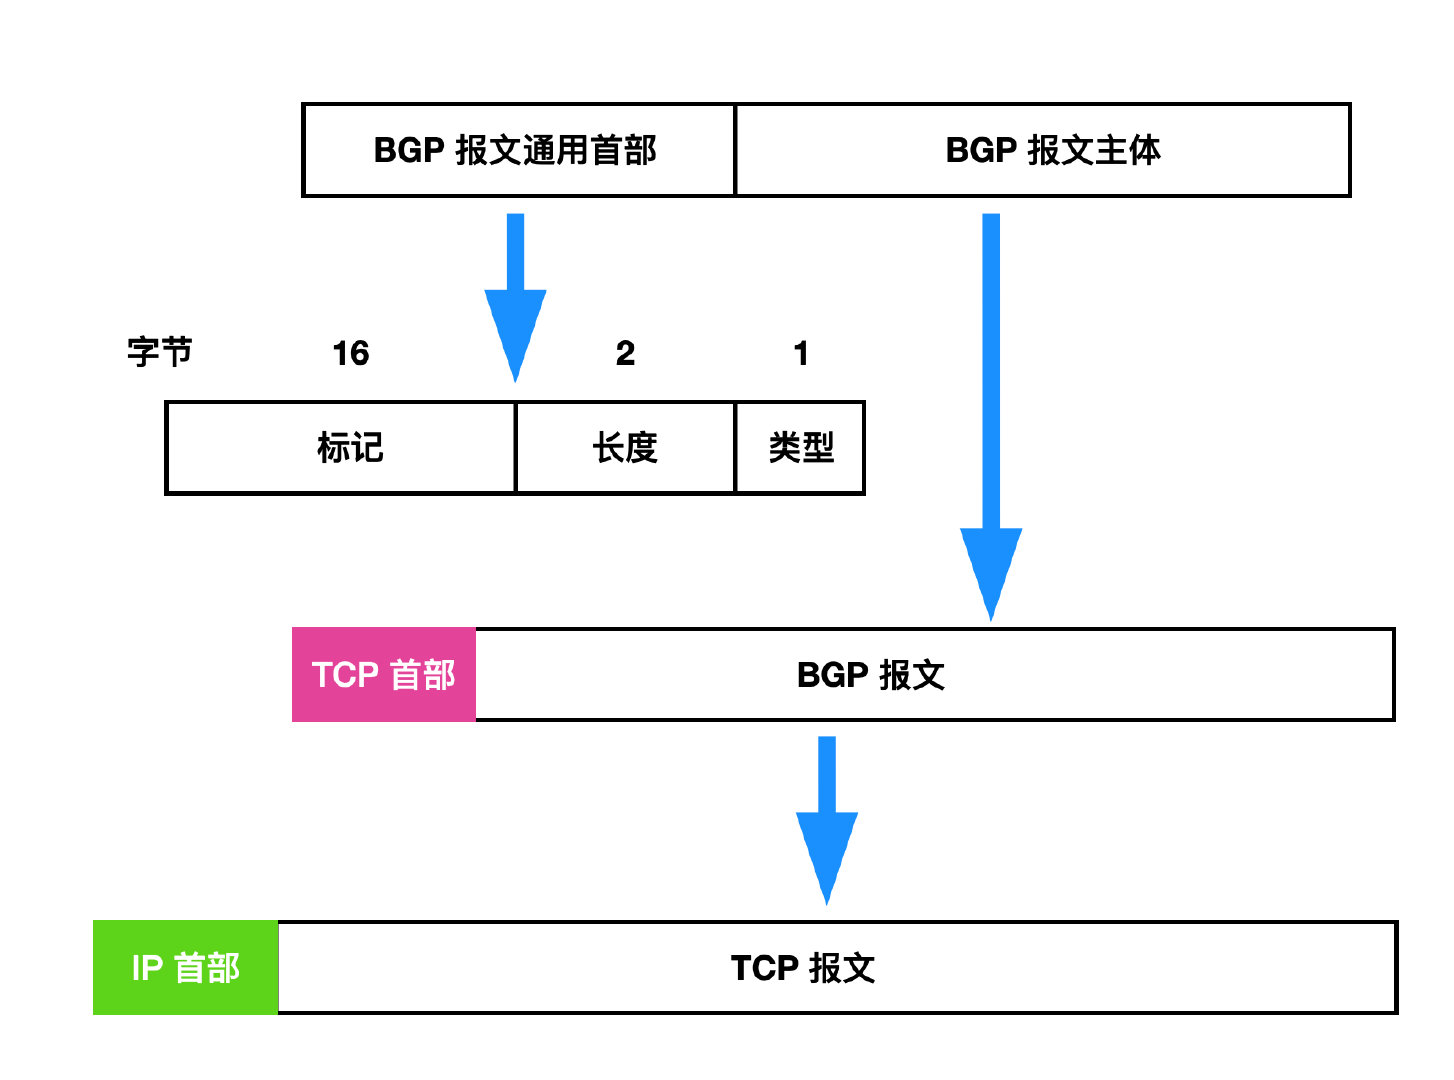 BGP 报文通用首部 BGP 报文主体
字节 16 2 1
标记 长度 类型
TCP 首部 BGP 报文
IP 首部 TCP 报文